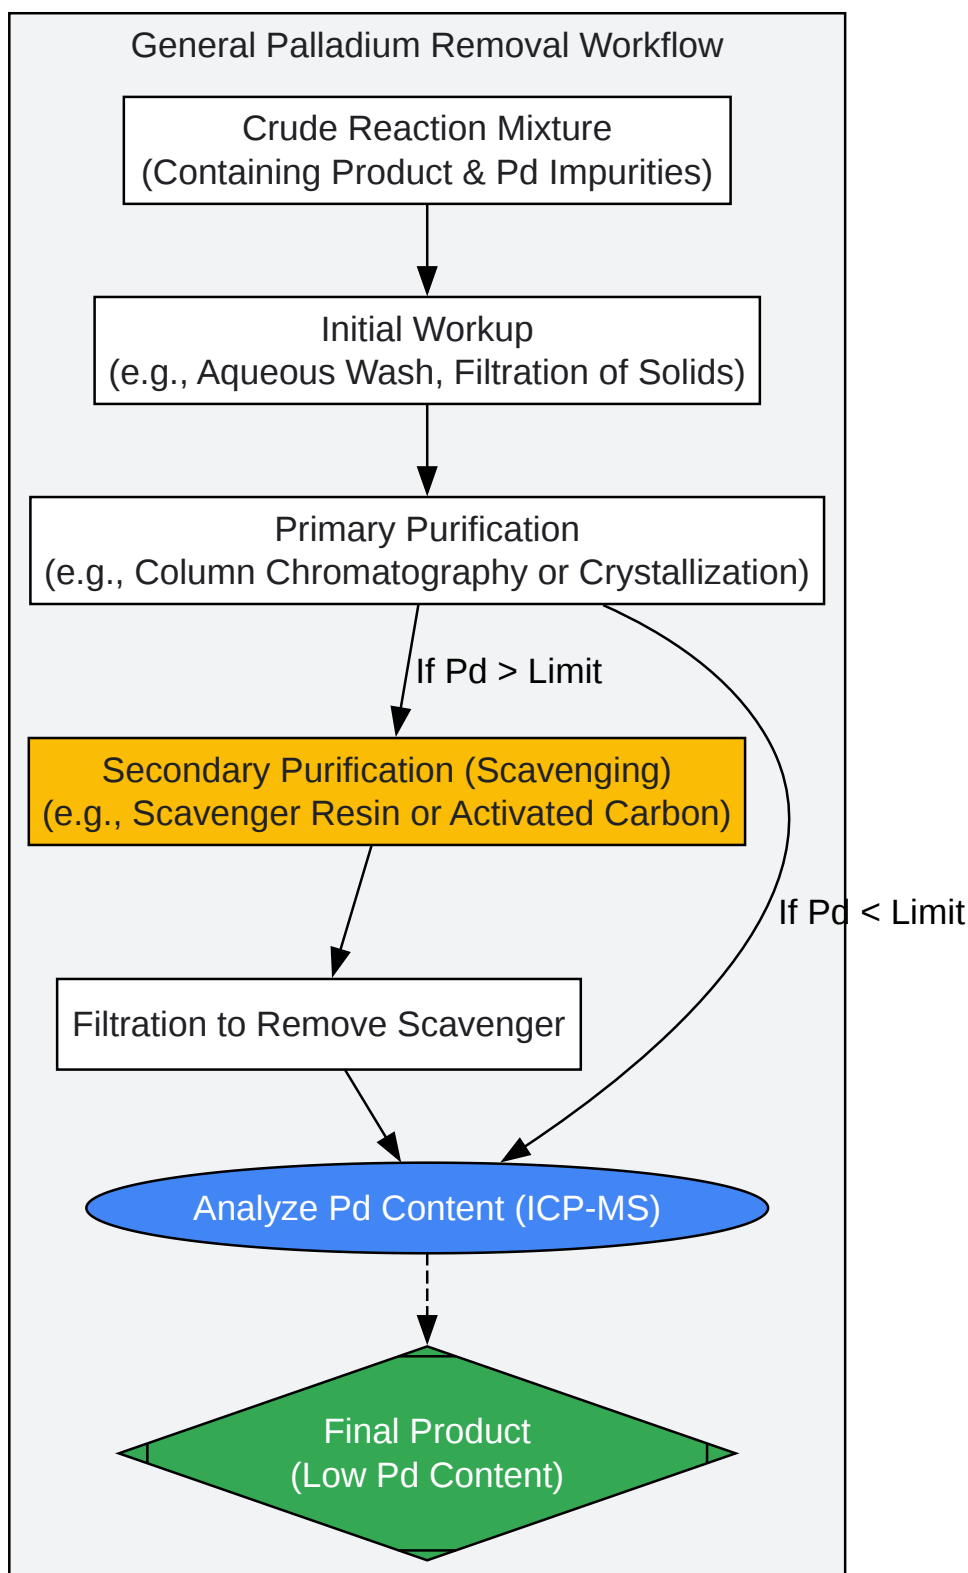 General Palladium Removal Workflow
Crude Reaction Mixture
(Containing Product & Pd Impurities)
Initial Workup
(e.g., Aqueous Wash, Filtration of Solids)
Primary Purification
(e.g., Column Chromatography or Crystallization)
If Pd > Limit
Secondary Purification (Scavenging)
(e.g., Scavenger Resin or Activated Carbon)
If Pd < Limit
Filtration to Remove Scavenger
Analyze Pd Content (ICP-MS)
Final Product
(Low Pd Content)